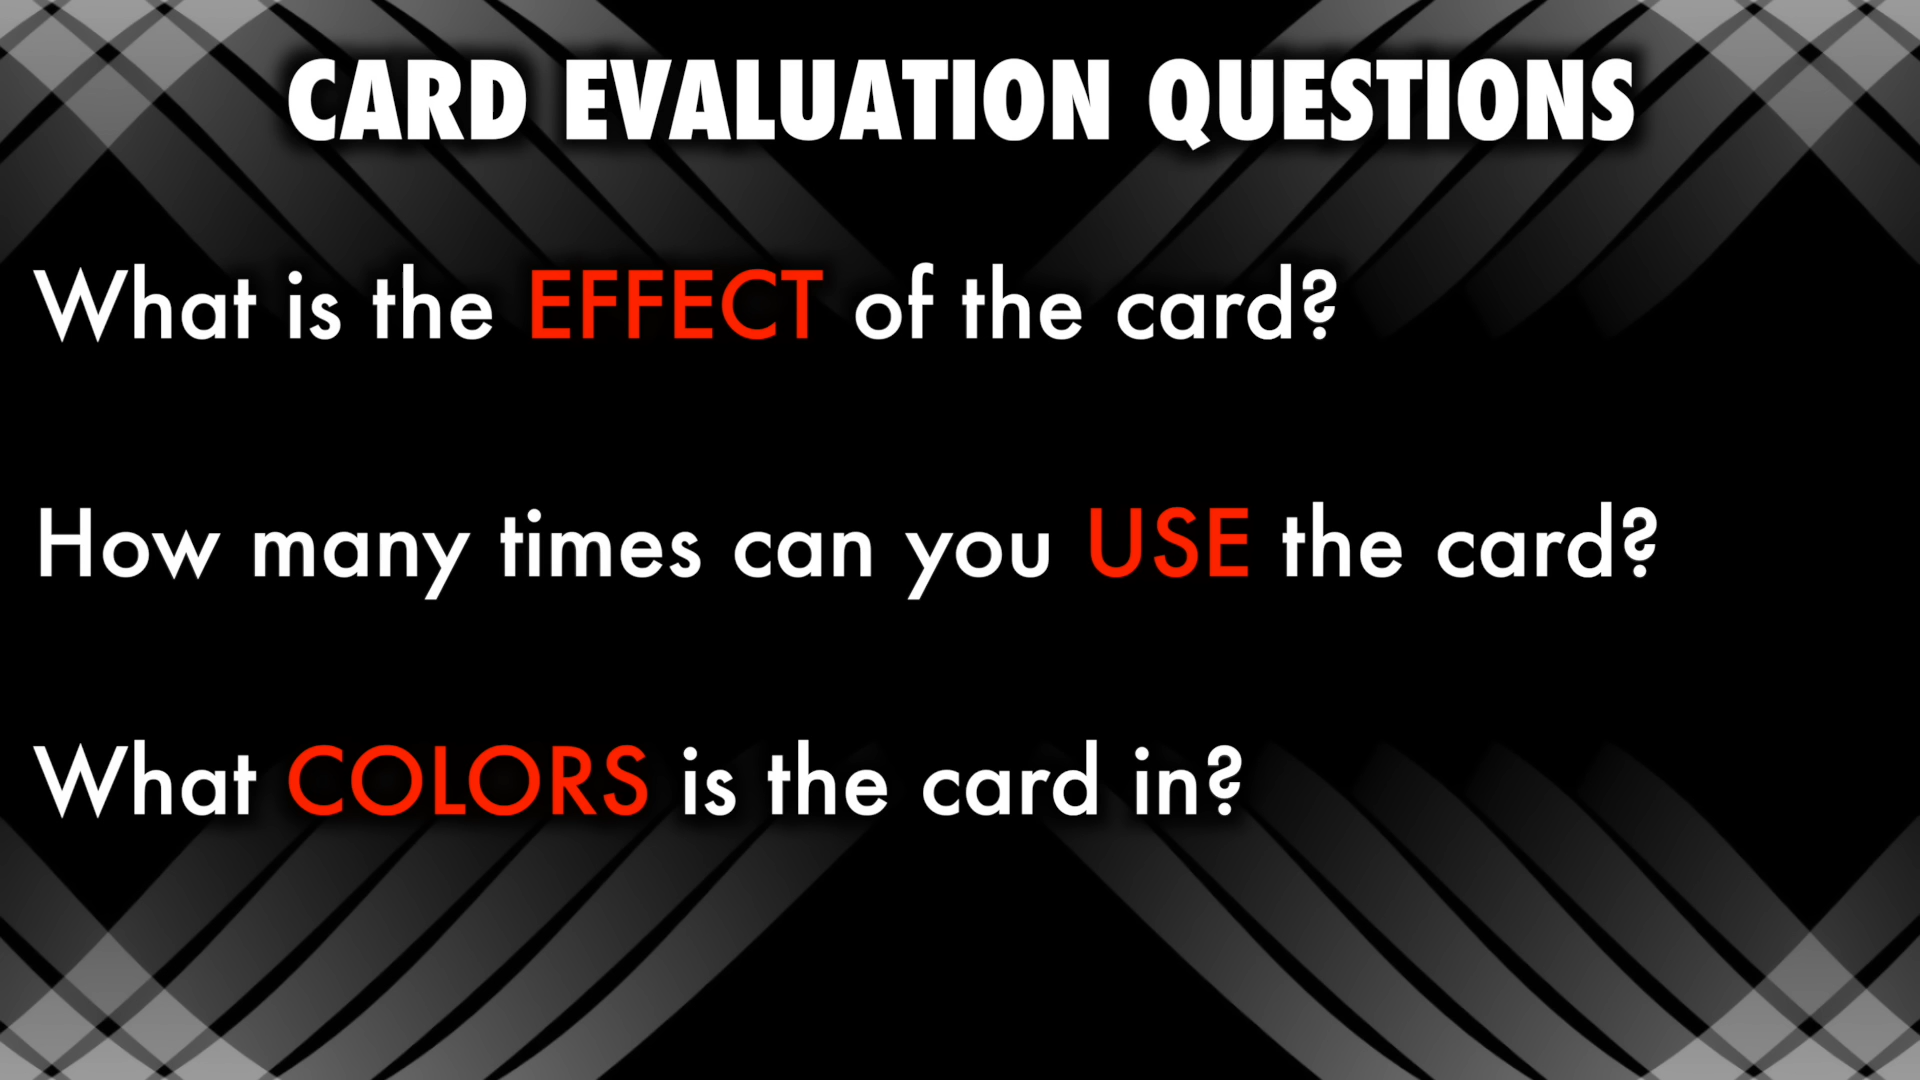 CARD EVALUATION QUESTIONS
What is the EFFECT of the card?
How many times can you USE the card?
What COLORS is the card in?